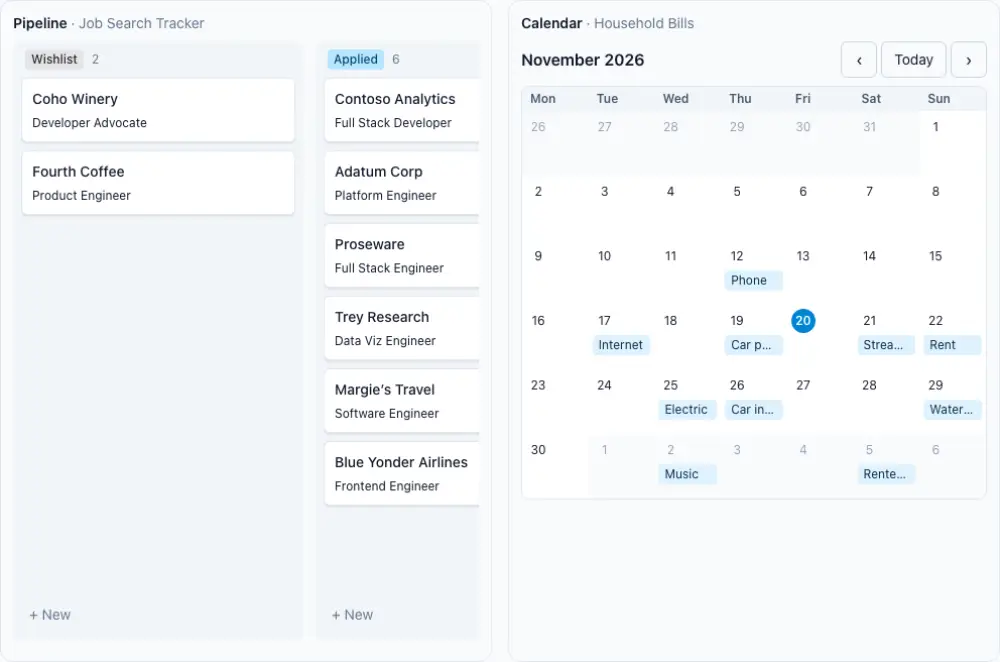 Pipeline · Job Search Tracker
Wishlist 2
Coho Winery
Developer Advocate
Fourth Coffee
Product Engineer
+ New
Applied 6
Contoso Analytics
Full Stack Developer
Adatum Corp
Platform Engineer
Proseware
Full Stack Engineer
Trey Research
Data Viz Engineer
Margie’s Travel
Software Engineer
Blue Yonder Airlines
Frontend Engineer
+ New
Calendar · Household Bills
November 2026
‹ Today ›
Mon Tue Wed Thu Fri Sat Sun
26 27 28 29 30 31 1
2 3 4 5 6 7 8
9 10 11 12 13 14 15
Phone
16 17 18 19 20 21 22
Internet Car p... Strea... Rent
23 24 25 26 27 28 29
Electric Car in... Water...
30 1 2 3 4 5 6
Music Rente...